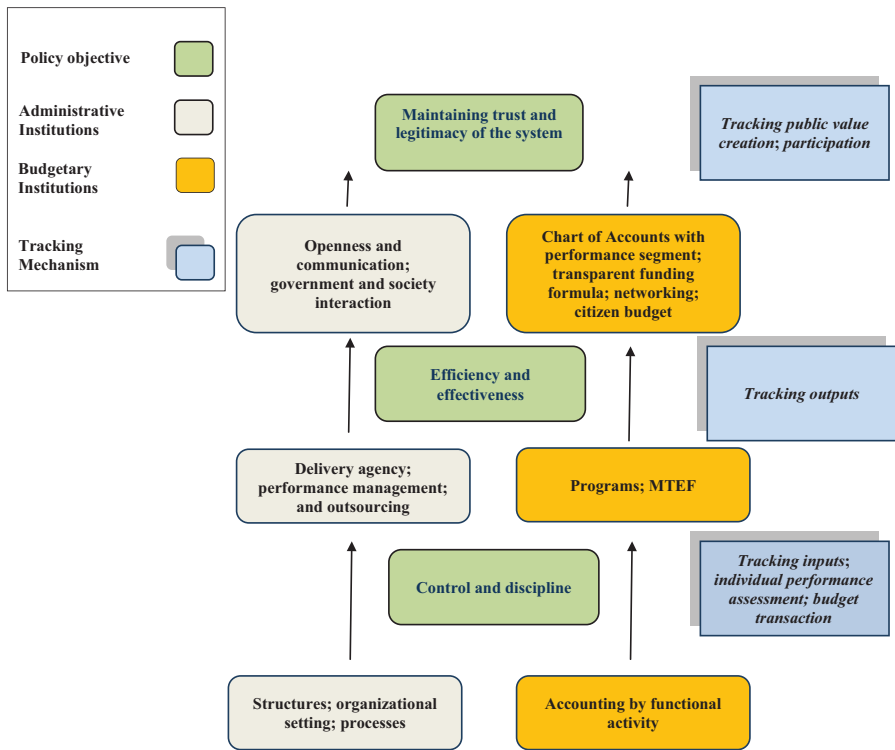 Policy objective
Administrative
Institutions
Budgetary
Institutions
Tracking
Mechanism
Maintaining trust and
legitimacy of the system
Tracking public value
creation; participation
Openness and
communication;
government and society
interaction
Chart of Accounts with
performance segment;
transparent funding
formula; networking;
citizen budget
Efficiency and
effectiveness
Tracking outputs
Delivery agency;
performance management;
and outsourcing
Programs; MTEF
Control and discipline
Tracking inputs;
individual performance
assessment; budget
transaction
Structures; organizational
setting; processes
Accounting by functional
activity